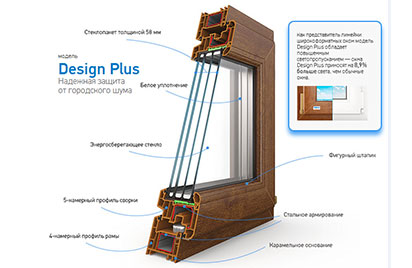 Стеклопакет толщиной 58 мм
модель
Design Plus
Надежная защита
от городского шума
Белое уплотнение
Энергосберегающее стекло
Фигурный штапик
5-камерный профиль сворки
Стальное армирование
4-камерный профиль рамы
Карамельное основание
Как представитель линейки
широкоформатных окон модель
Design Plus обладает
повышенным
светопропусканием — окна
Design Plus приносят на 8,9%
больше света, чем обычные
окна.